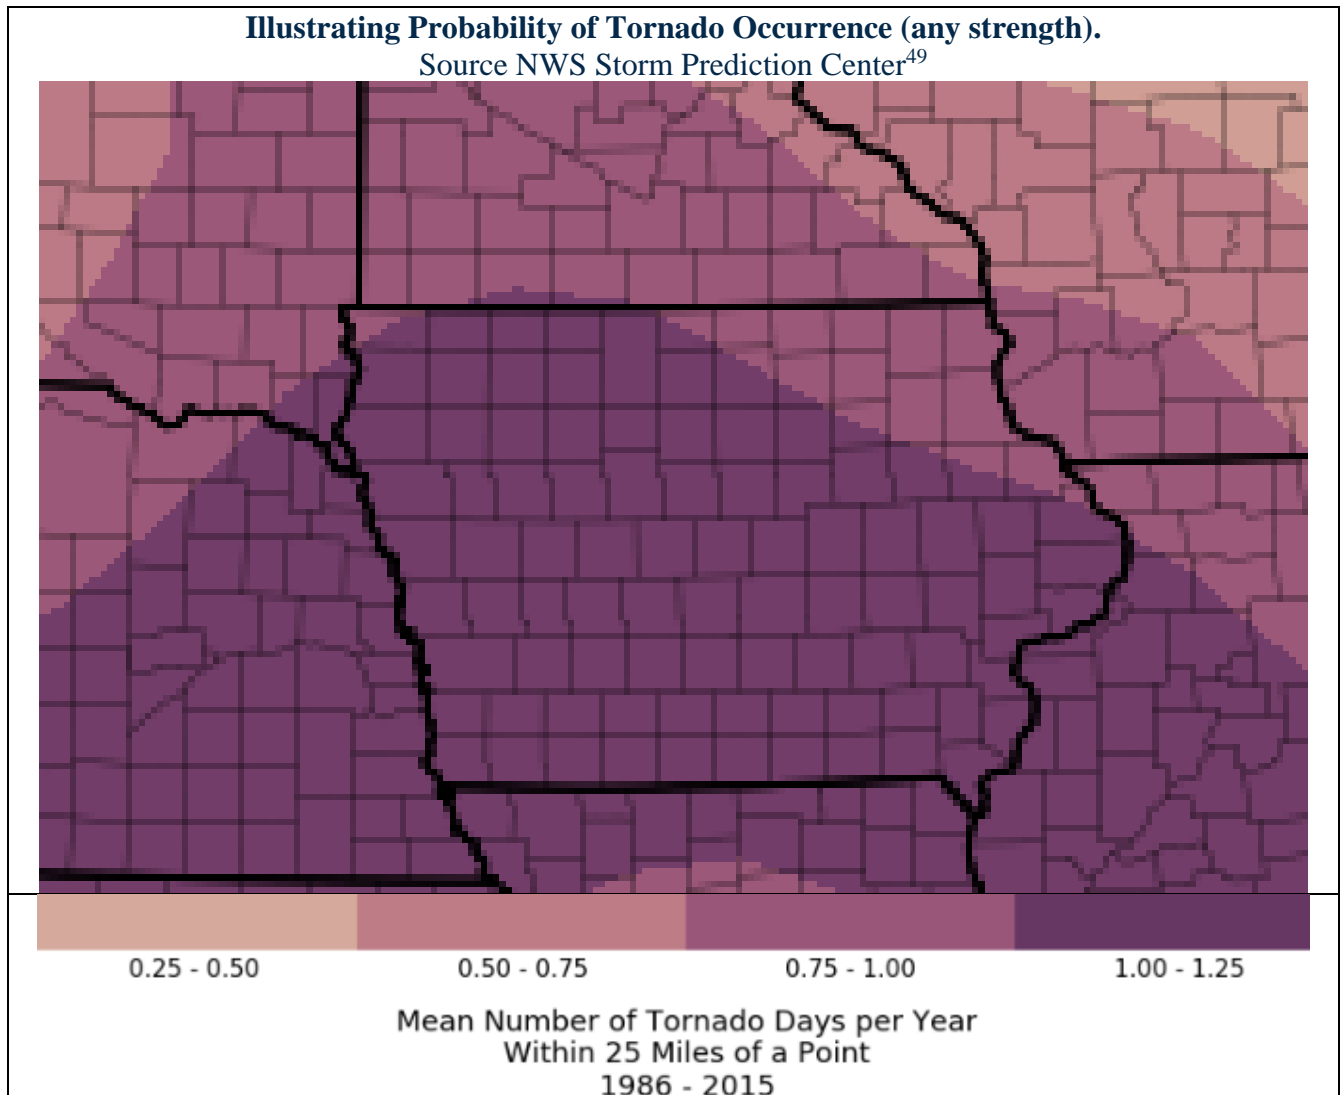 Illustrating Probability of Tornado Occurrence (any strength).
Source NWS Storm Prediction Center49
0.25 - 0.50 0.50 - 0.75 0.75 - 1.00 1.00 - 1.25
Mean Number of Tornado Days per Year
Within 25 Miles of a Point
1986 - 2015